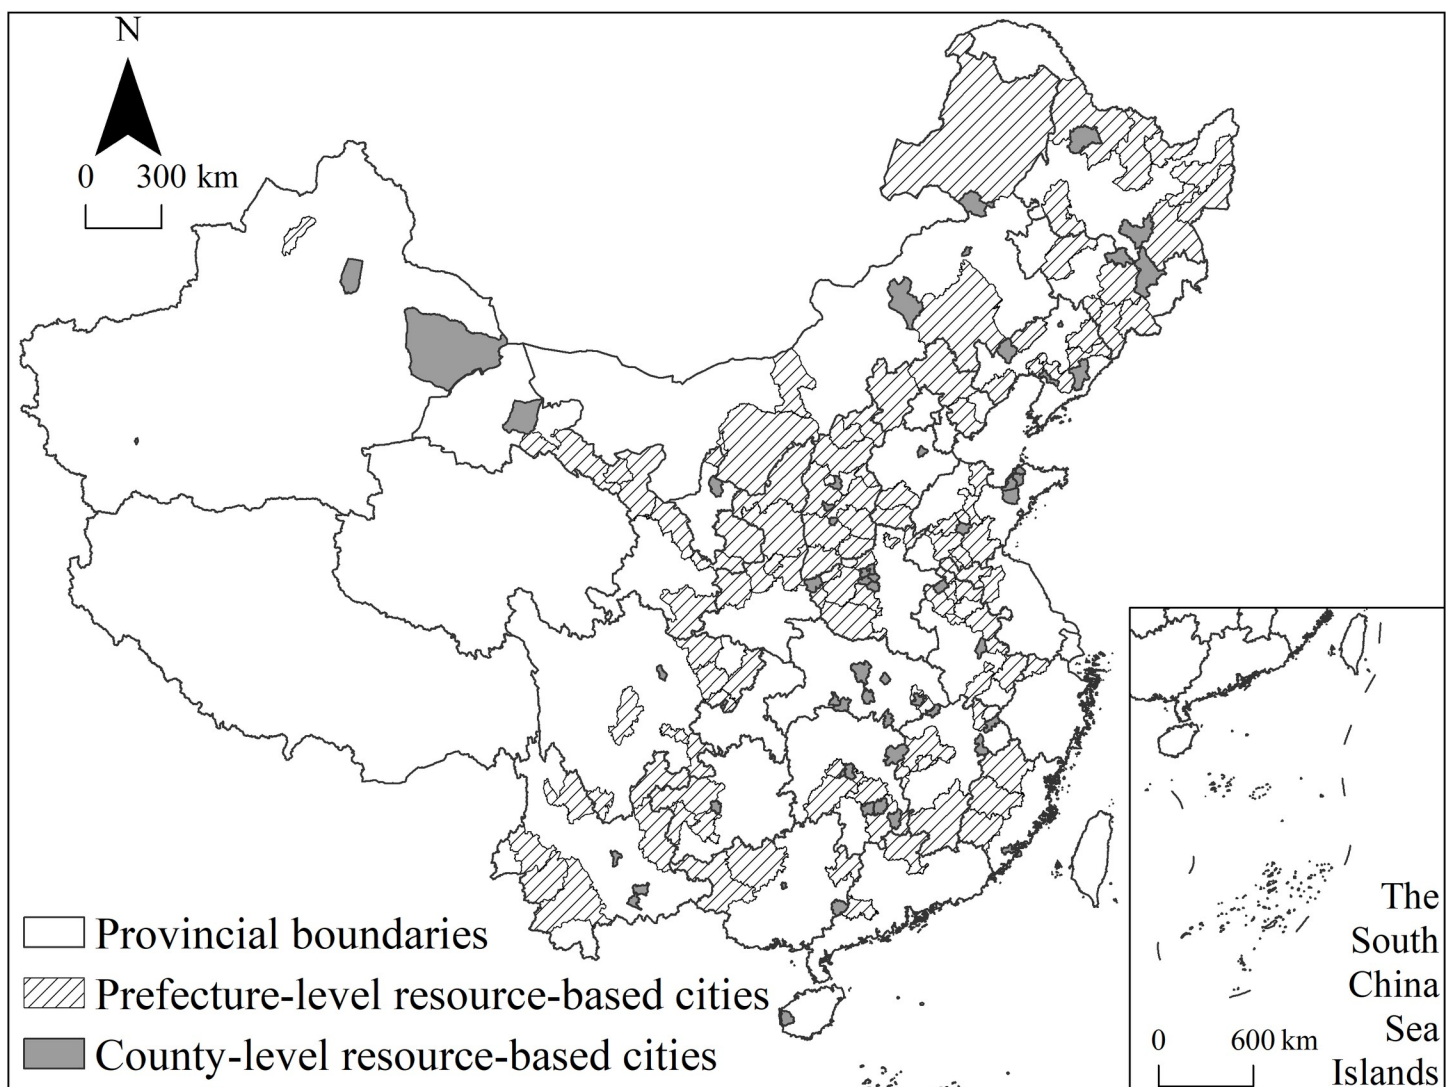 N
0 300 km
Provincial boundaries
Prefecture-level resource-based cities
County-level resource-based cities
The
South
China
Sea
Islands
0 600 km